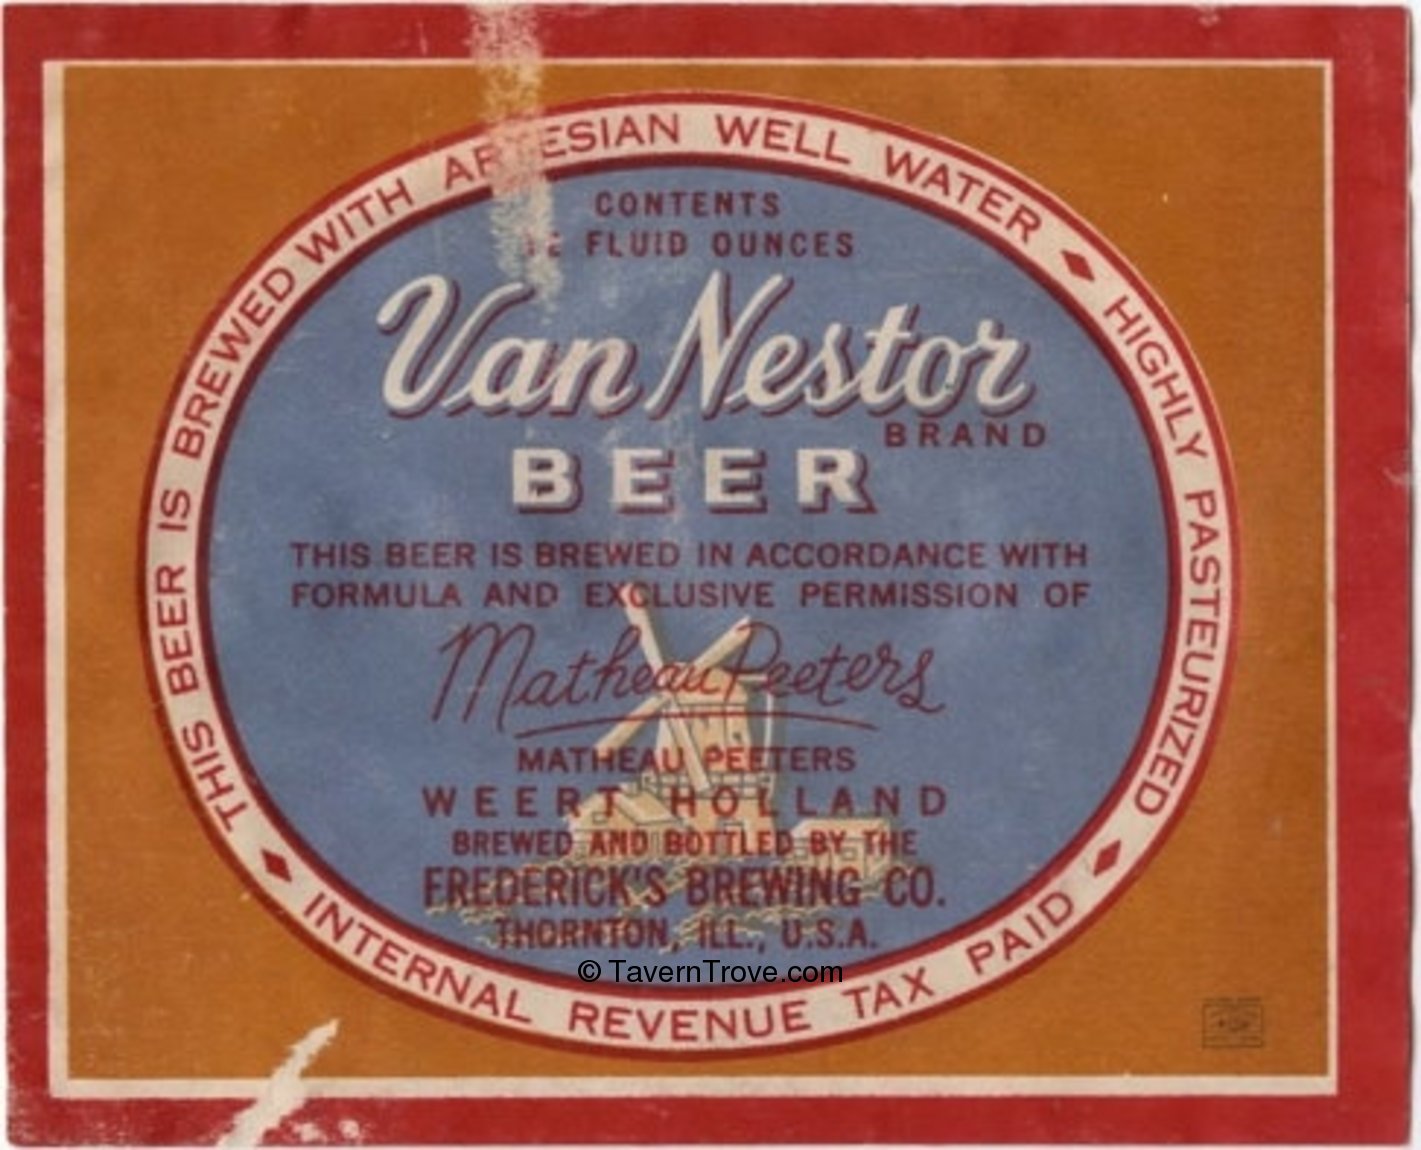 THIS BEER IS BREWED WITH ARTESIAN WELL WATER ♦ HIGHLY PASTEURIZED ♦
INTERNAL REVENUE TAX PAID
CONTENTS
12 FLUID OUNCES
Van Nestor
BRAND
BEER
THIS BEER IS BREWED IN ACCORDANCE WITH
FORMULA AND EXCLUSIVE PERMISSION OF
Matheau Peeters
MATHEAU PEETERS
WEERT HOLLAND
BREWED AND BOTTLED BY THE
FREDERICK'S BREWING CO.
THORNTON, ILL., U.S.A.
© TavernTrove.com